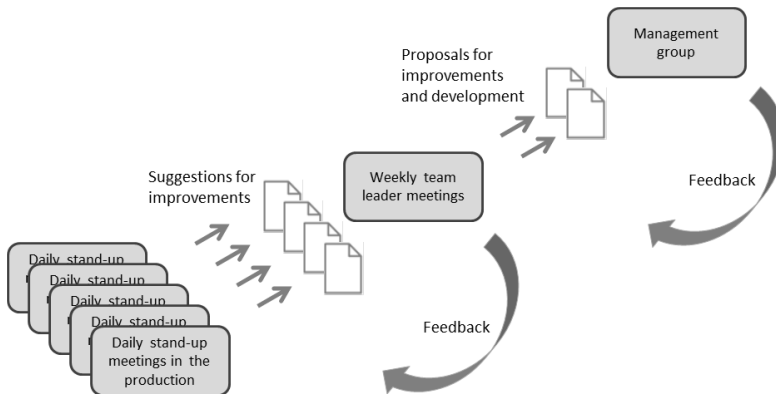 Management
group
Proposals for
improvements
and development
Weekly team
leader meetings
Feedback
Suggestions for
improvements
Daily stand-up
Daily stand-up
Daily stand-up
Daily stand-up
Daily stand-up
meetings in the
production
Feedback